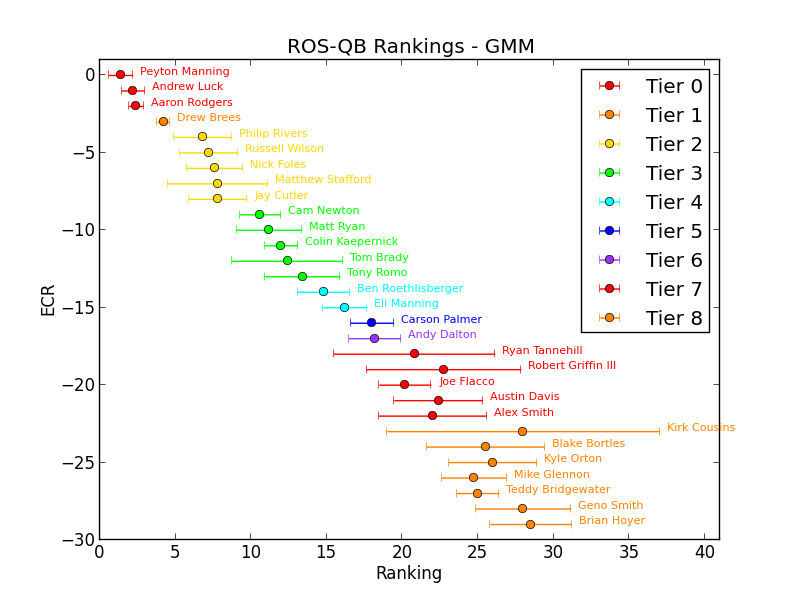 ROS-QB Rankings - GMM
0
−5
−10
−15
−20
−25
−30
ECR
Peyton Manning
Andrew Luck
Aaron Rodgers
Drew Brees
Philip Rivers
Russell Wilson
Nick Foles
Matthew Stafford
Jay Cutler
Cam Newton
Matt Ryan
Colin Kaepernick
Tom Brady
Tony Romo
Ben Roethlisberger
Eli Manning
Carson Palmer
Andy Dalton
Ryan Tannehill
Robert Griffin III
Joe Flacco
Austin Davis
Alex Smith
Kirk Cousins
Blake Bortles
Kyle Orton
Mike Glennon
Teddy Bridgewater
Geno Smith
Brian Hoyer
Tier 0
Tier 1
Tier 2
Tier 3
Tier 4
Tier 5
Tier 6
Tier 7
Tier 8
0 5 10 15 20 25 30 35 40
Ranking